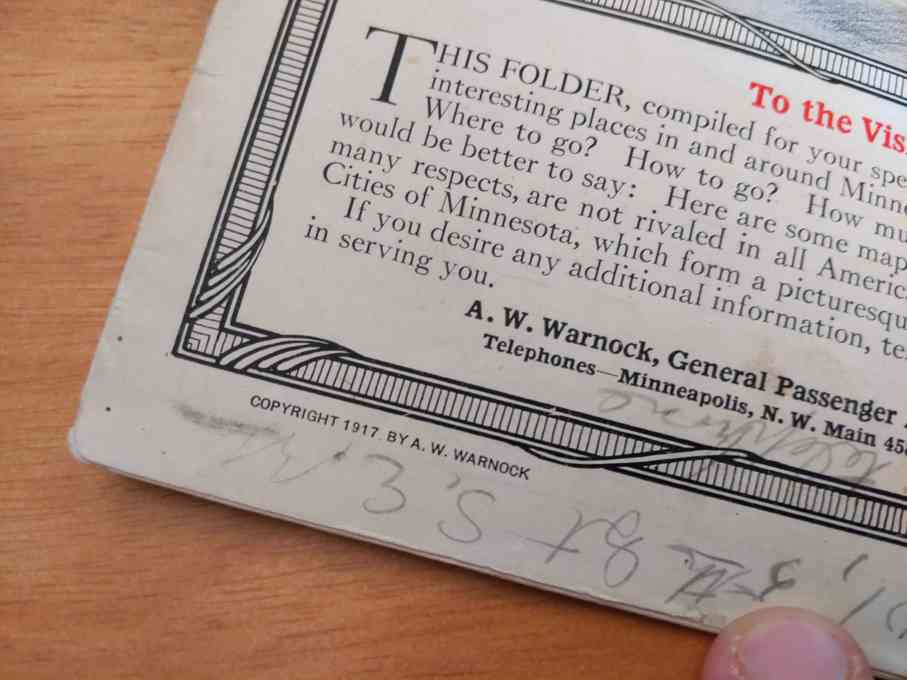 To the Vis
THIS FOLDER, compiled for your spe
interesting places in and around Minne
Where to go? How to go? How mu
would be better to say: Here are some map
many respects, are not rivaled in all Americ
Cities of Minnesota, which form a picturesqu
If you desire any additional information, te
in serving you.
A. W. Warnock, General Passenger
Telephones—Minneapolis, N. W. Main 45
COPYRIGHT 1917 BY A. W. WARNOCK
St S. E.